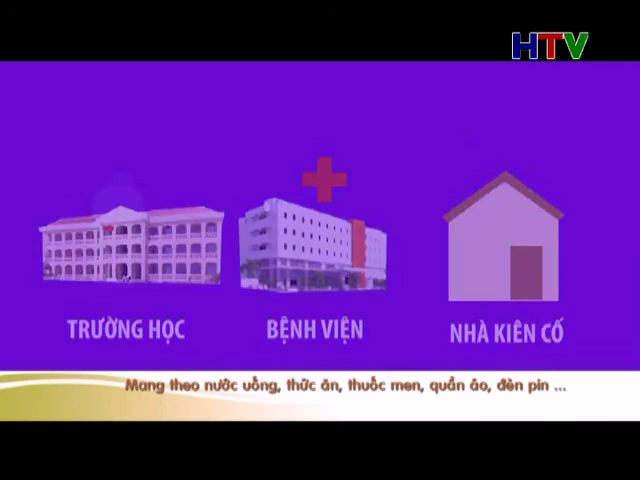 HTV
TRƯỜNG HỌC
BỆNH VIỆN
NHÀ KIÊN CỐ
Mang theo nước uống, thức ăn, thuốc men, quần áo, đèn pin ...